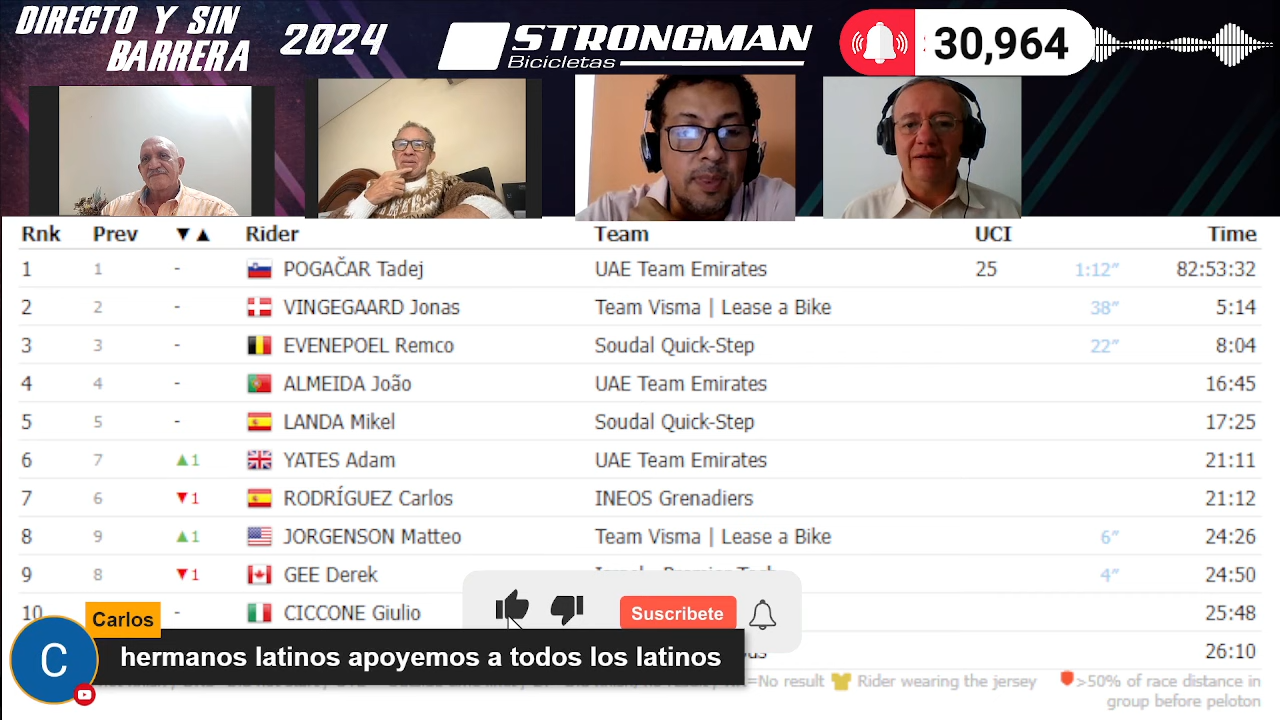 DIRECTO Y SIN
BARRERA
2024
STRONGMAN
Bicicletas
30,964
Rnk Prev ▼▲ Rider Team UCI Time
1 1 - POGAČAR Tadej UAE Team Emirates 25 1:12″ 82:53:32
2 2 - VINGEGAARD Jonas Team Visma | Lease a Bike 38″ 5:14
3 3 - EVENEPOEL Remco Soudal Quick-Step 22″ 8:04
4 4 - ALMEIDA João UAE Team Emirates 16:45
5 5 - LANDA Mikel Soudal Quick-Step 17:25
6 7 ▲1 YATES Adam UAE Team Emirates 21:11
7 6 ▼1 RODRÍGUEZ Carlos INEOS Grenadiers 21:12
8 9 ▲1 JORGENSON Matteo Team Visma | Lease a Bike 6″ 24:26
9 8 ▼1 GEE Derek 4″ 24:50
10 - CICCONE Giulio 25:48
Suscribete
26:10
Carlos
C
hermanos latinos apoyemos a todos los latinos
=No result Rider wearing the jersey >50% of race distance in
group before peloton